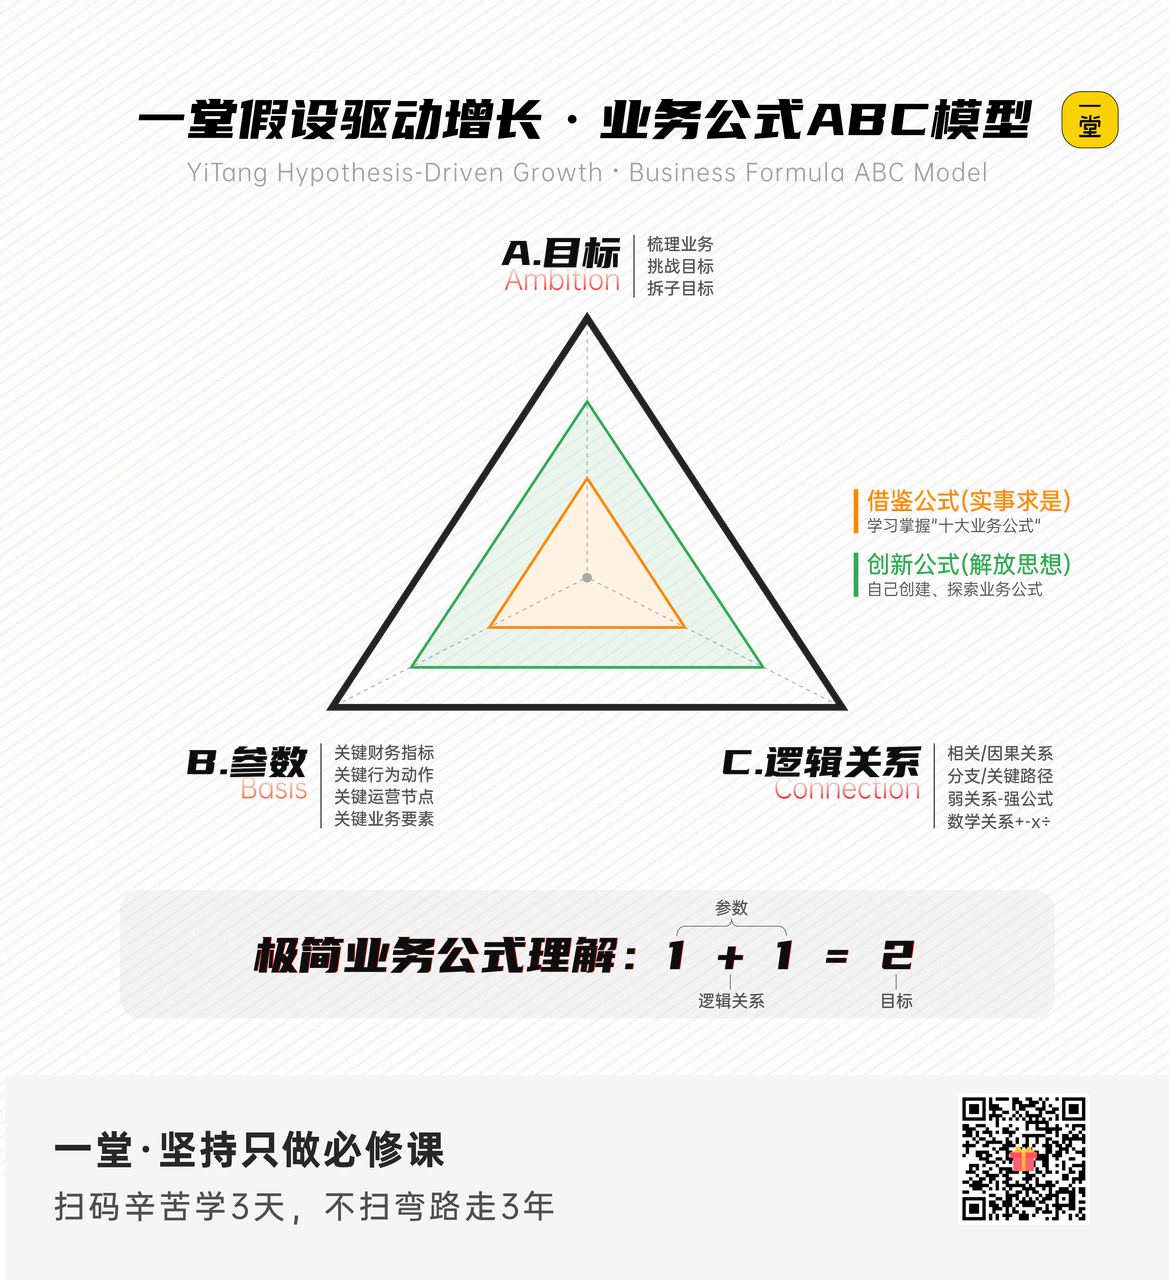 一堂假设驱动增长·业务公式ABC模型
一堂
YiTang Hypothesis-Driven Growth · Business Formula ABC Model
A.目标
Ambition
梳理业务
挑战目标
拆子目标
借鉴公式(实事求是)
学习掌握"十大业务公式"
创新公式(解放思想)
自己创建、探索业务公式
B.参数
Basis
关键财务指标
关键行为动作
关键运营节点
关键业务要素
C.逻辑关系
Connection
相关/因果关系
分支/关键路径
弱关系-强公式
数学关系+-x÷
参数
极简业务公式理解：1 + 1 = 2
逻辑关系
目标
一堂·坚持只做必修课
扫码辛苦学3天，不扫弯路走3年